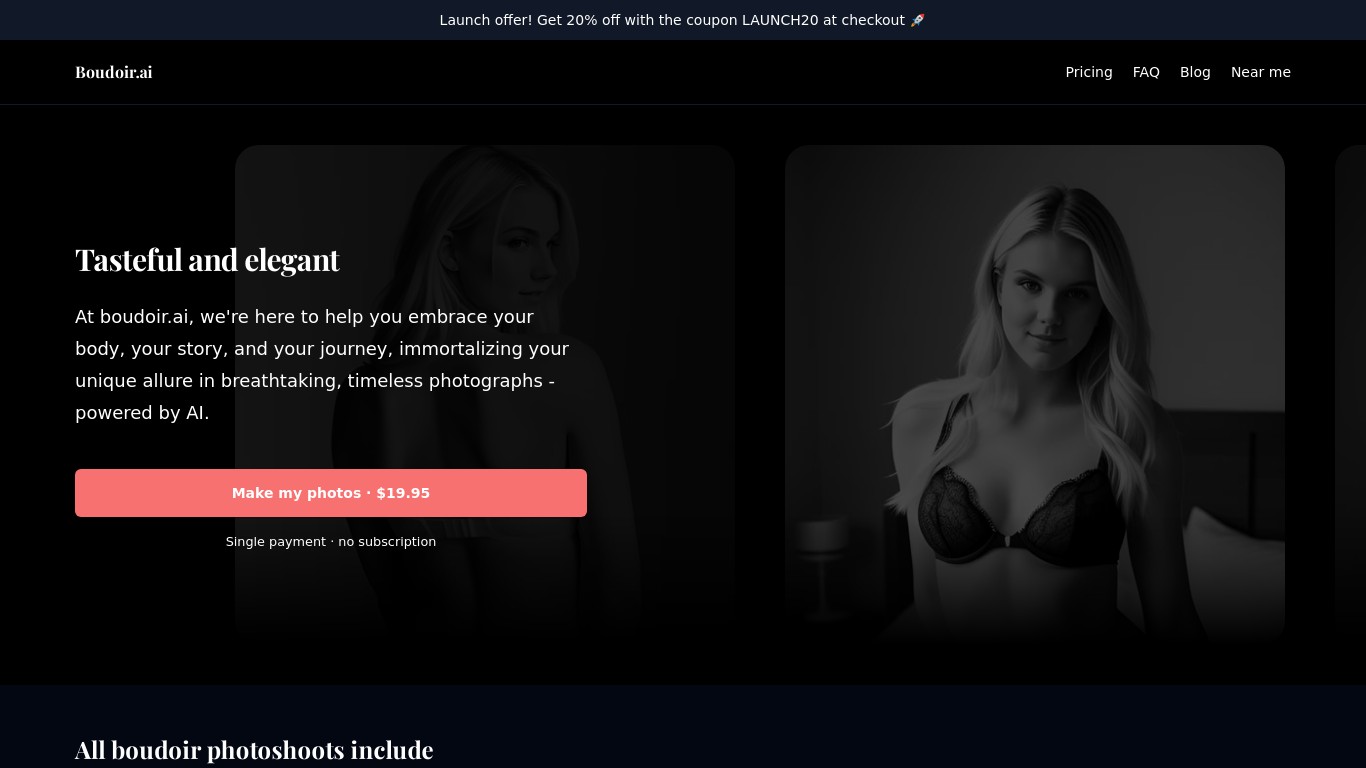 Launch offer! Get 20% off with the coupon LAUNCH20 at checkout 🚀
Boudoir.ai
Pricing
FAQ
Blog
Near me
Tasteful and elegant
At boudoir.ai, we're here to help you embrace your
body, your story, and your journey, immortalizing your
unique allure in breathtaking, timeless photographs -
powered by AI.
Make my photos · $19.95
Single payment · no subscription
All boudoir photoshoots include